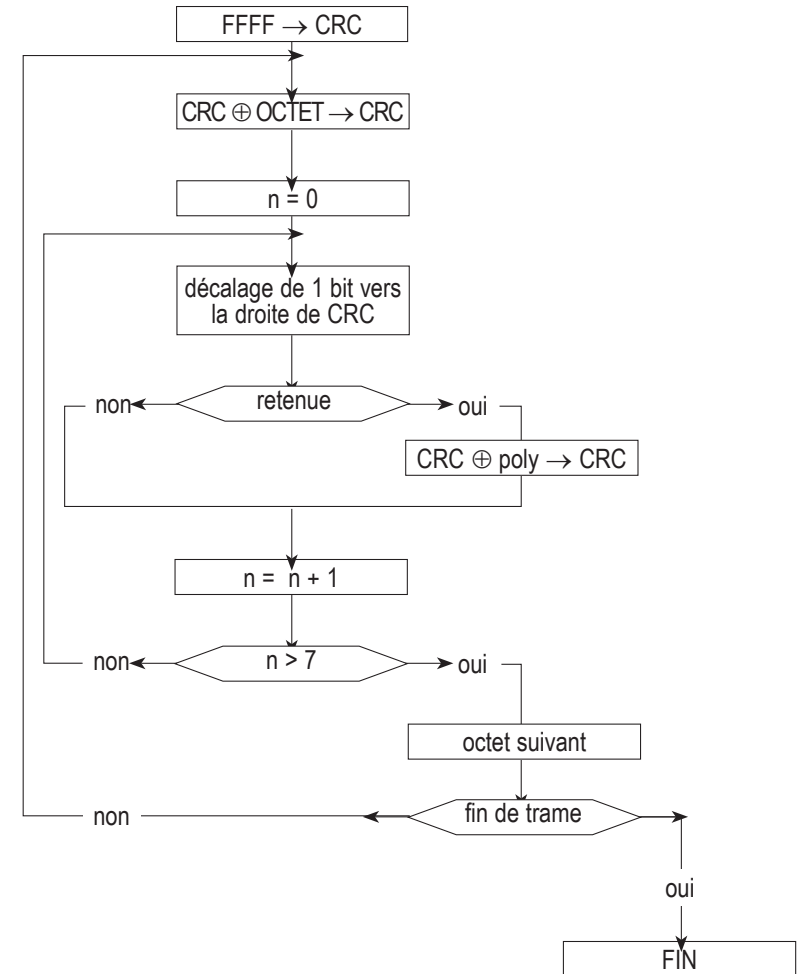 FFFF → CRC
CRC ⊕ OCTET → CRC
n = 0
décalage de 1 bit vers
la droite de CRC
non
retenue
oui
CRC ⊕ poly → CRC
n = n + 1
non
n > 7
oui
octet suivant
non
fin de trame
oui
FIN